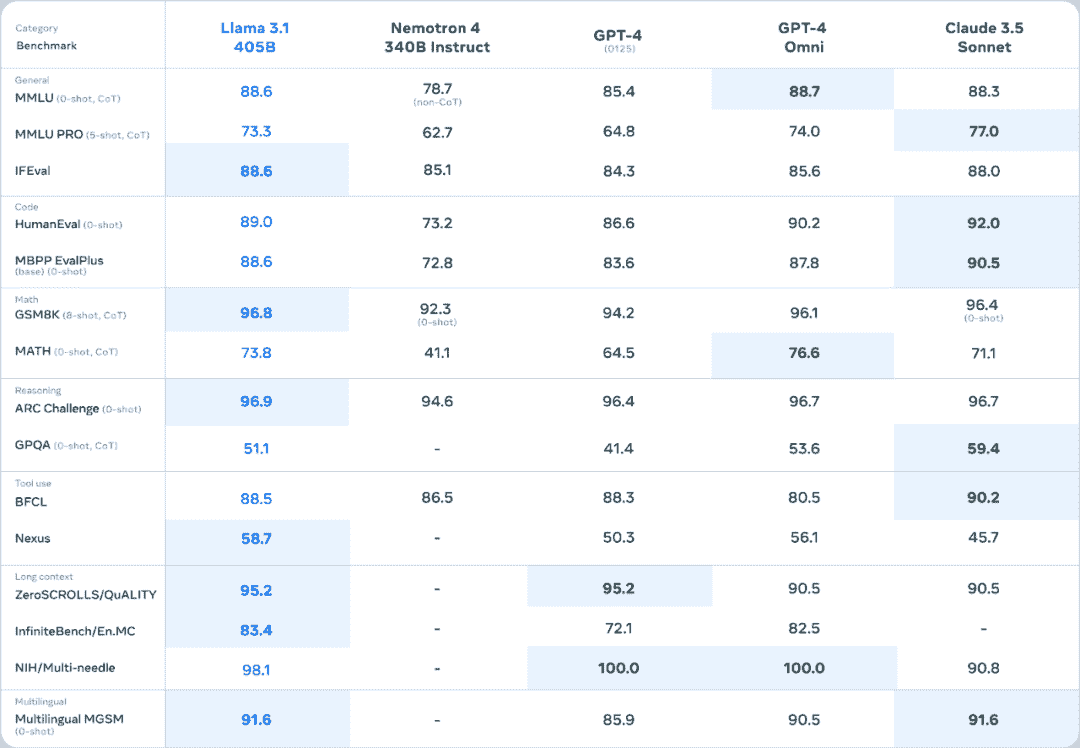 Category
Benchmark
Llama 3.1
405B
Nemotron 4
340B Instruct
GPT-4
(0125)
GPT-4
Omni
Claude 3.5
Sonnet
General
MMLU (0-shot, CoT) 88.6 78.7 85.4 88.7 88.3
(non-CoT)
MMLU PRO (5-shot, CoT) 73.3 62.7 64.8 74.0 77.0
IFEval 88.6 85.1 84.3 85.6 88.0
Code
HumanEval (0-shot) 89.0 73.2 86.6 90.2 92.0
MBPP EvalPlus 88.6 72.8 83.6 87.8 90.5
(base) (0-shot)
Math
GSM8K (8-shot, CoT) 96.8 92.3 94.2 96.1 96.4
(0-shot) (0-shot)
MATH (0-shot, CoT) 73.8 41.1 64.5 76.6 71.1
Reasoning
ARC Challenge (0-shot) 96.9 94.6 96.4 96.7 96.7
GPQA (0-shot, CoT) 51.1 - 41.4 53.6 59.4
Tool use
BFCL 88.5 86.5 88.3 80.5 90.2
Nexus 58.7 - 50.3 56.1 45.7
Long context
ZeroSCROLLS/QuALITY 95.2 - 95.2 90.5 90.5
InfiniteBench/En.MC 83.4 - 72.1 82.5 -
NIH/Multi-needle 98.1 - 100.0 100.0 90.8
Multilingual
Multilingual MGSM 91.6 - 85.9 90.5 91.6
(0-shot)